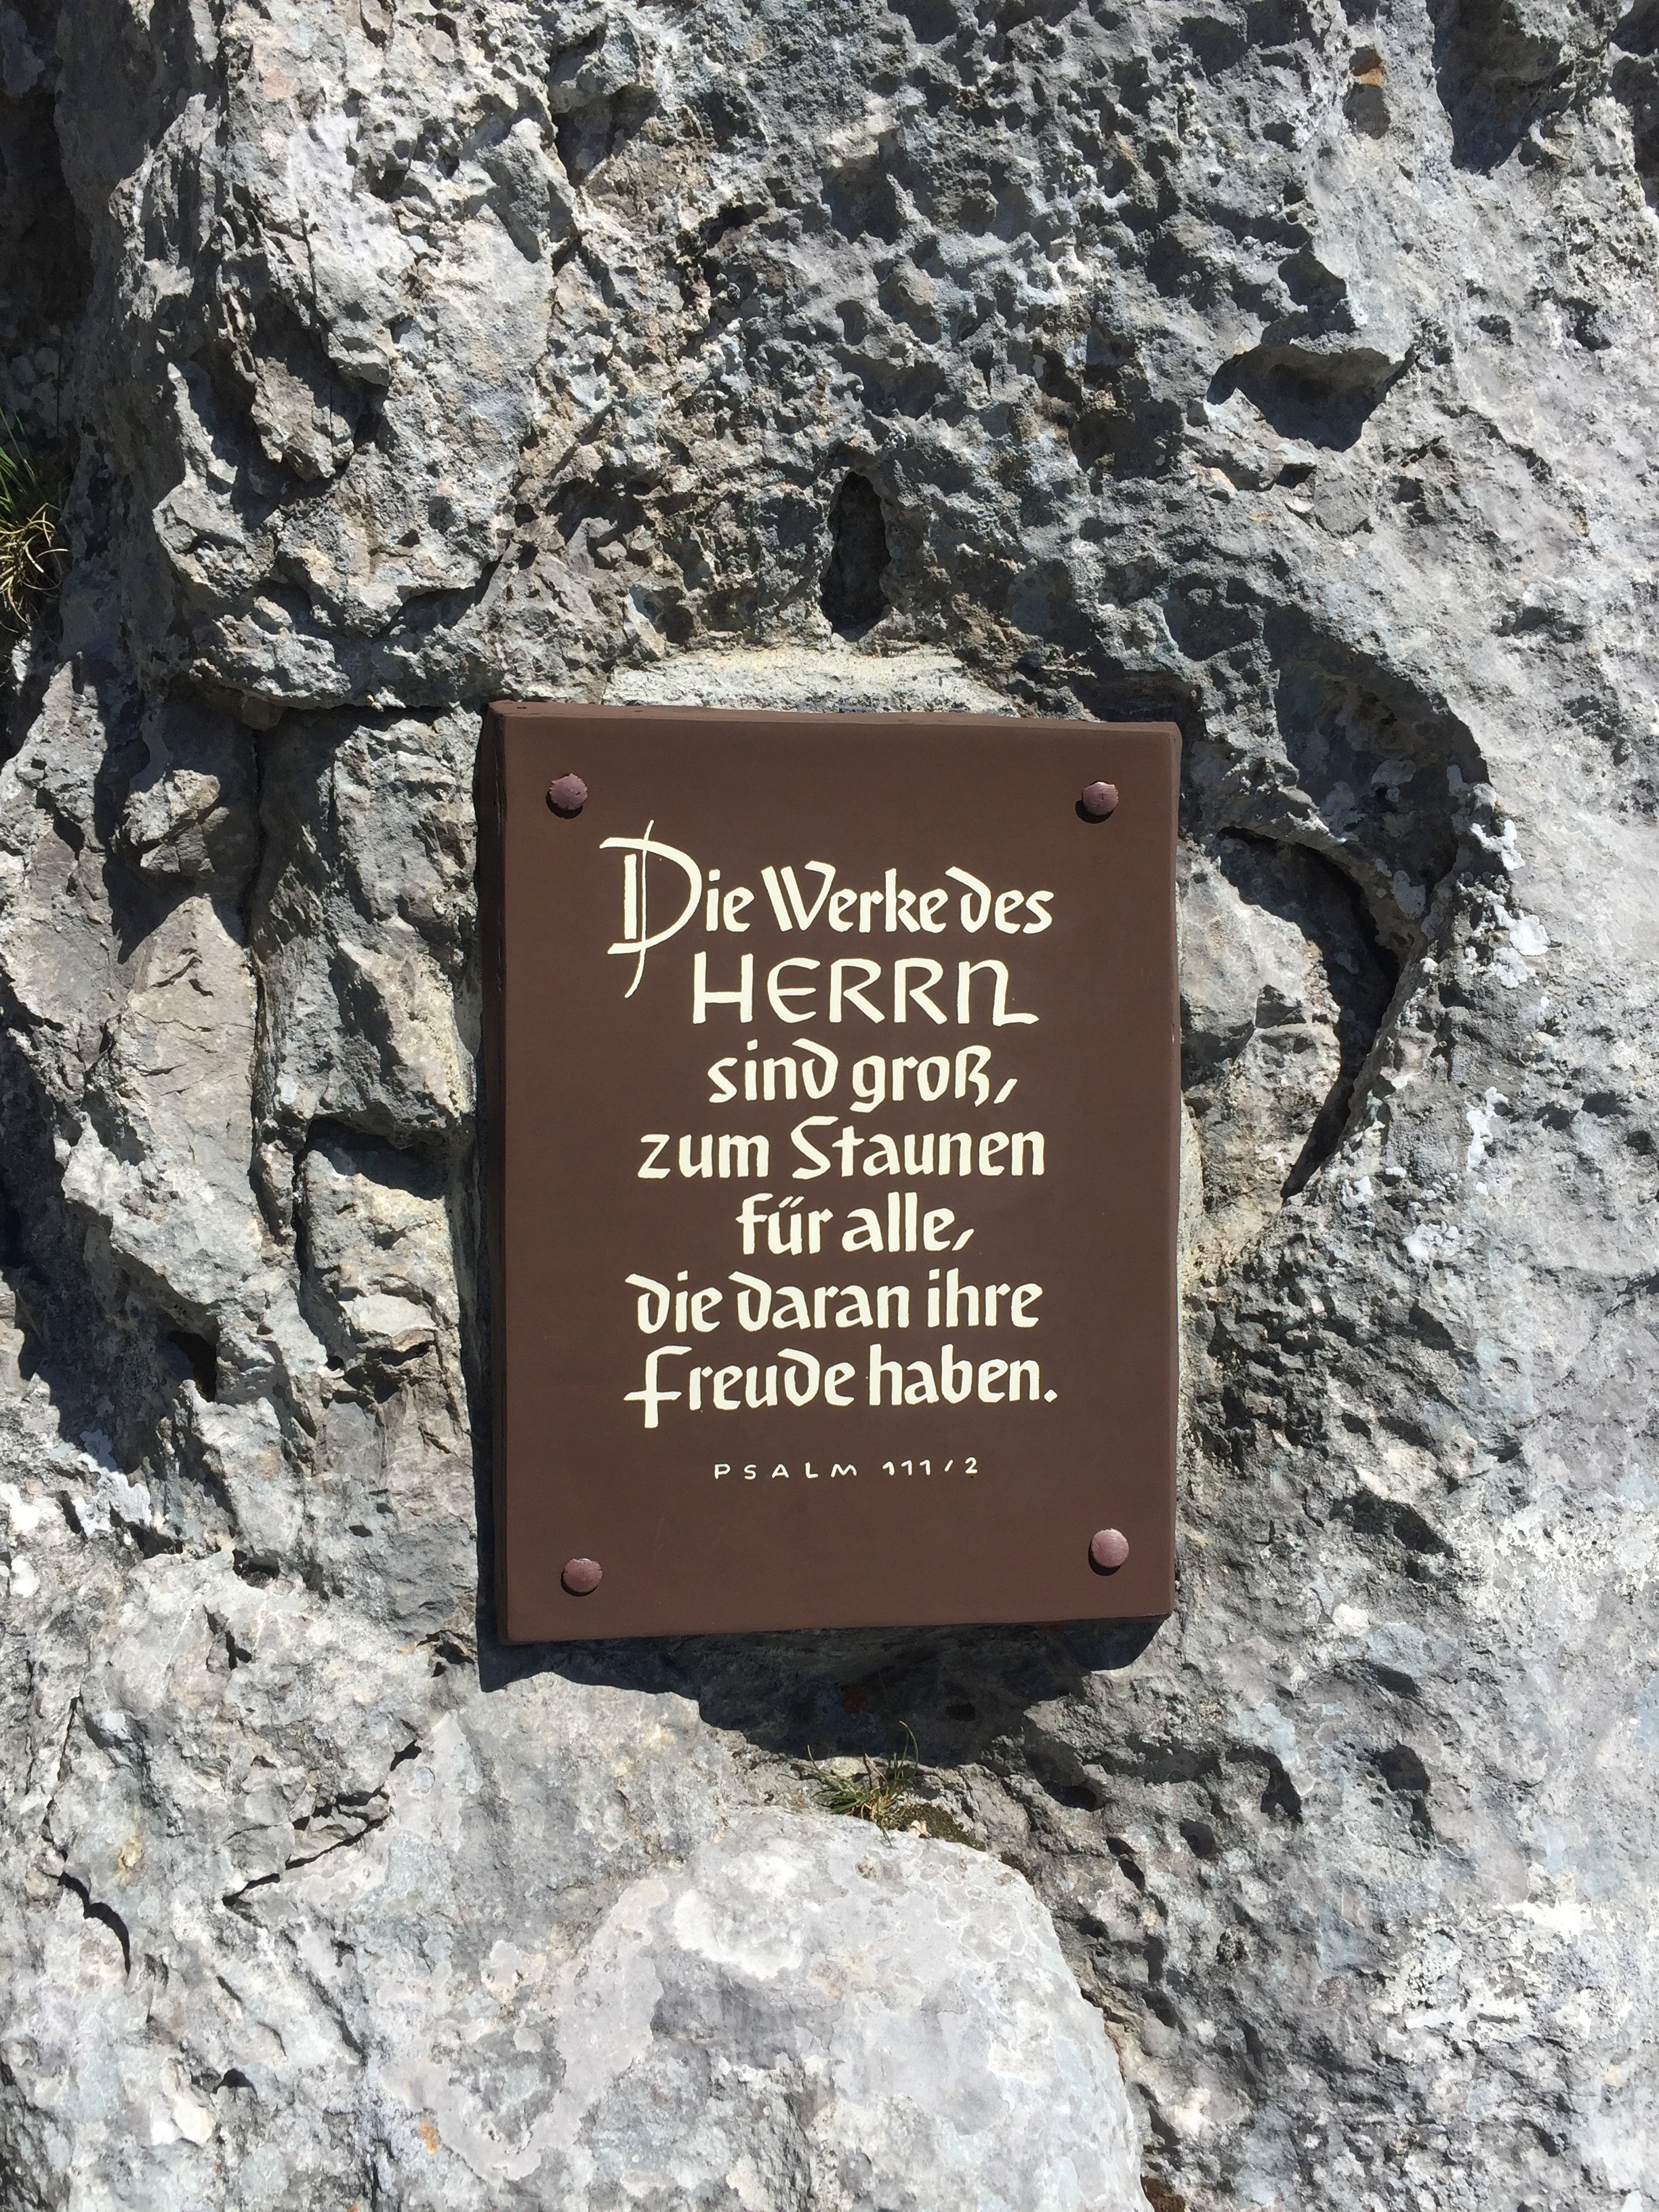 Die Werke des
HERRN
sind groß,
zum Staunen
für alle,
die daran ihre
Freude haben.
PSALM 111/2